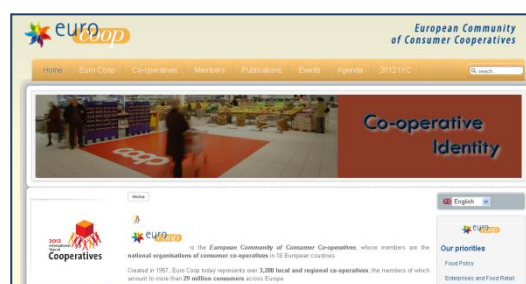 euro coop
European Community
of Consumer Cooperatives
Home Euro Coop Co-operatives Members Publications Events Agenda 2012 IYC search...
coop
Co-operative
Identity
Home
English
2012
International
Year of
Cooperatives
euro coop
is the European Community of Consumer Co-operatives, whose members are the
national organisations of consumer co-operatives in 18 European countries.
Created in 1957, Euro Coop today represents over 3,200 local and regional co-operatives, the members of which
amount to more than 29 million consumers across Europe.
euro coop
Our priorities
Food Policy
Enterprises and Food Retail